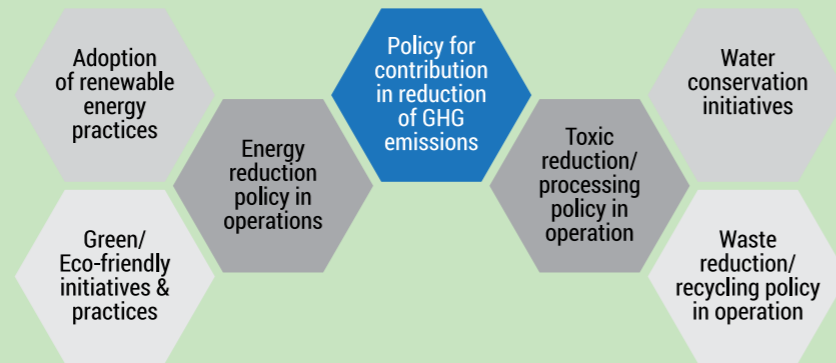 Adoption
of renewable
energy
practices
Green/
Eco-friendly
initiatives &
practices
Energy
reduction
policy in
operations
Policy for
contribution
in reduction
of GHG
emissions
Toxic
reduction/
processing
policy in
operation
Water
conservation
initiatives
Waste
reduction/
recycling policy
in operation